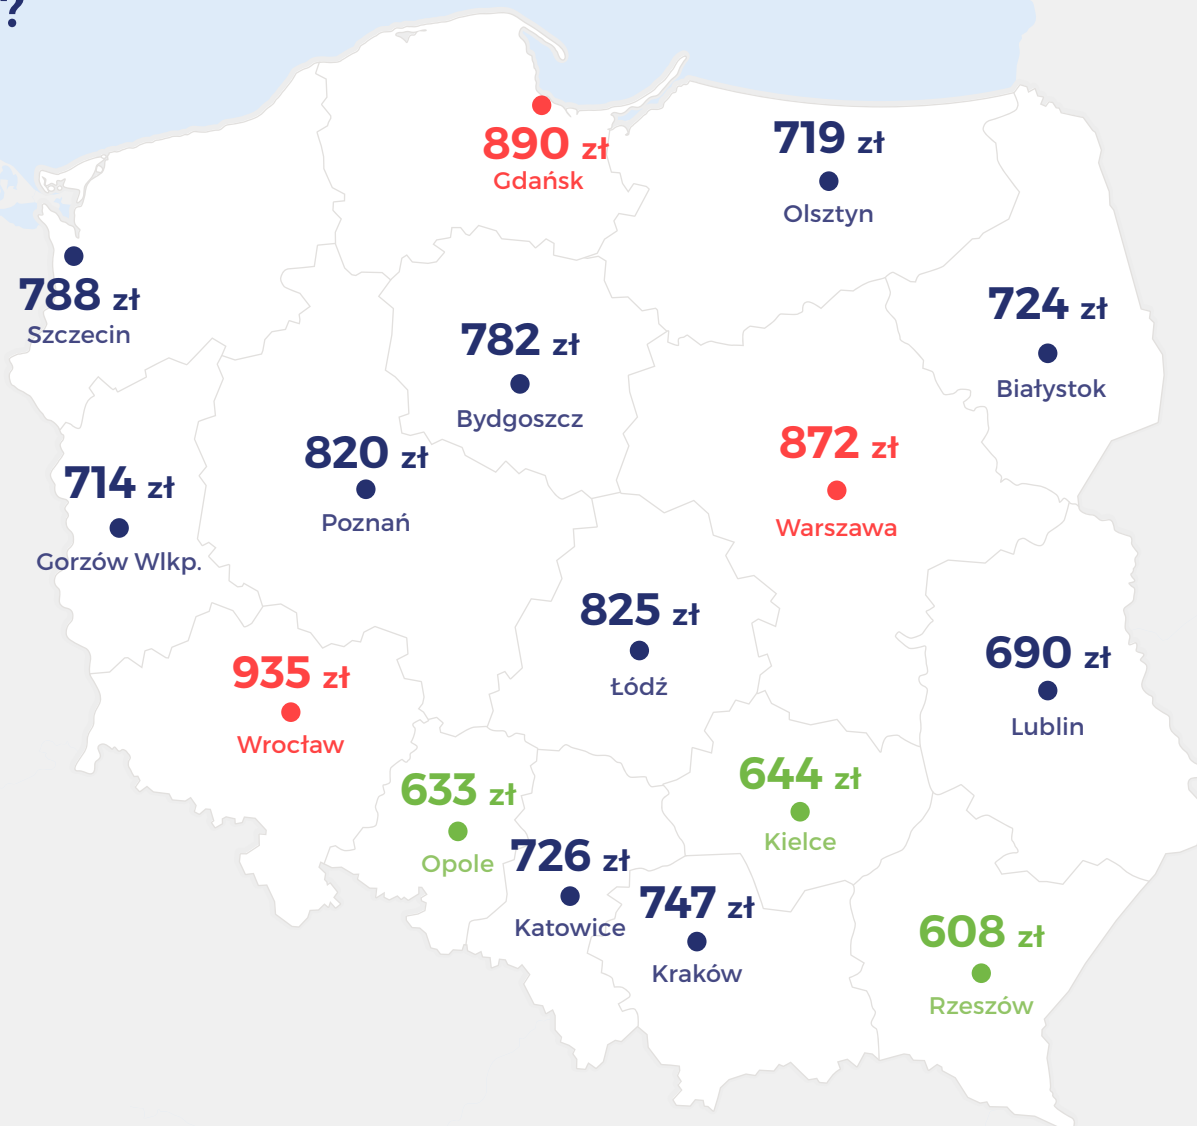 ?
890 zł
Gdańsk
719 zł
Olsztyn
788 zł
Szczecin
724 zł
Białystok
782 zł
Bydgoszcz
820 zł
Poznań
872 zł
Warszawa
714 zł
Gorzów Wlkp.
825 zł
Łódź
935 zł
Wrocław
690 zł
Lublin
633 zł
Opole
644 zł
Kielce
726 zł
Katowice
747 zł
Kraków
608 zł
Rzeszów